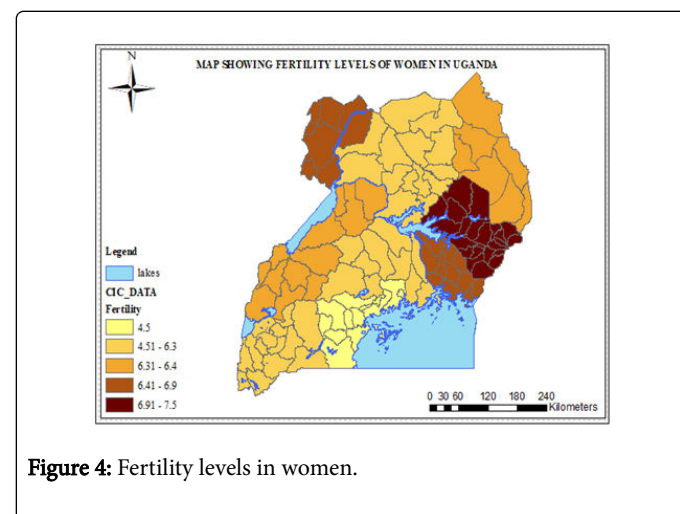 N
MAP SHOWING FERTILITY LEVELS OF WOMEN IN UGANDA
Legend
lakes
CIC_DATA
Fertility
4.5
4.51 - 6.3
6.31 - 6.4
6.41 - 6.9
6.91 - 7.5
0 30 60 120 180 240
Kilometers
Figure 4: Fertility levels in women.